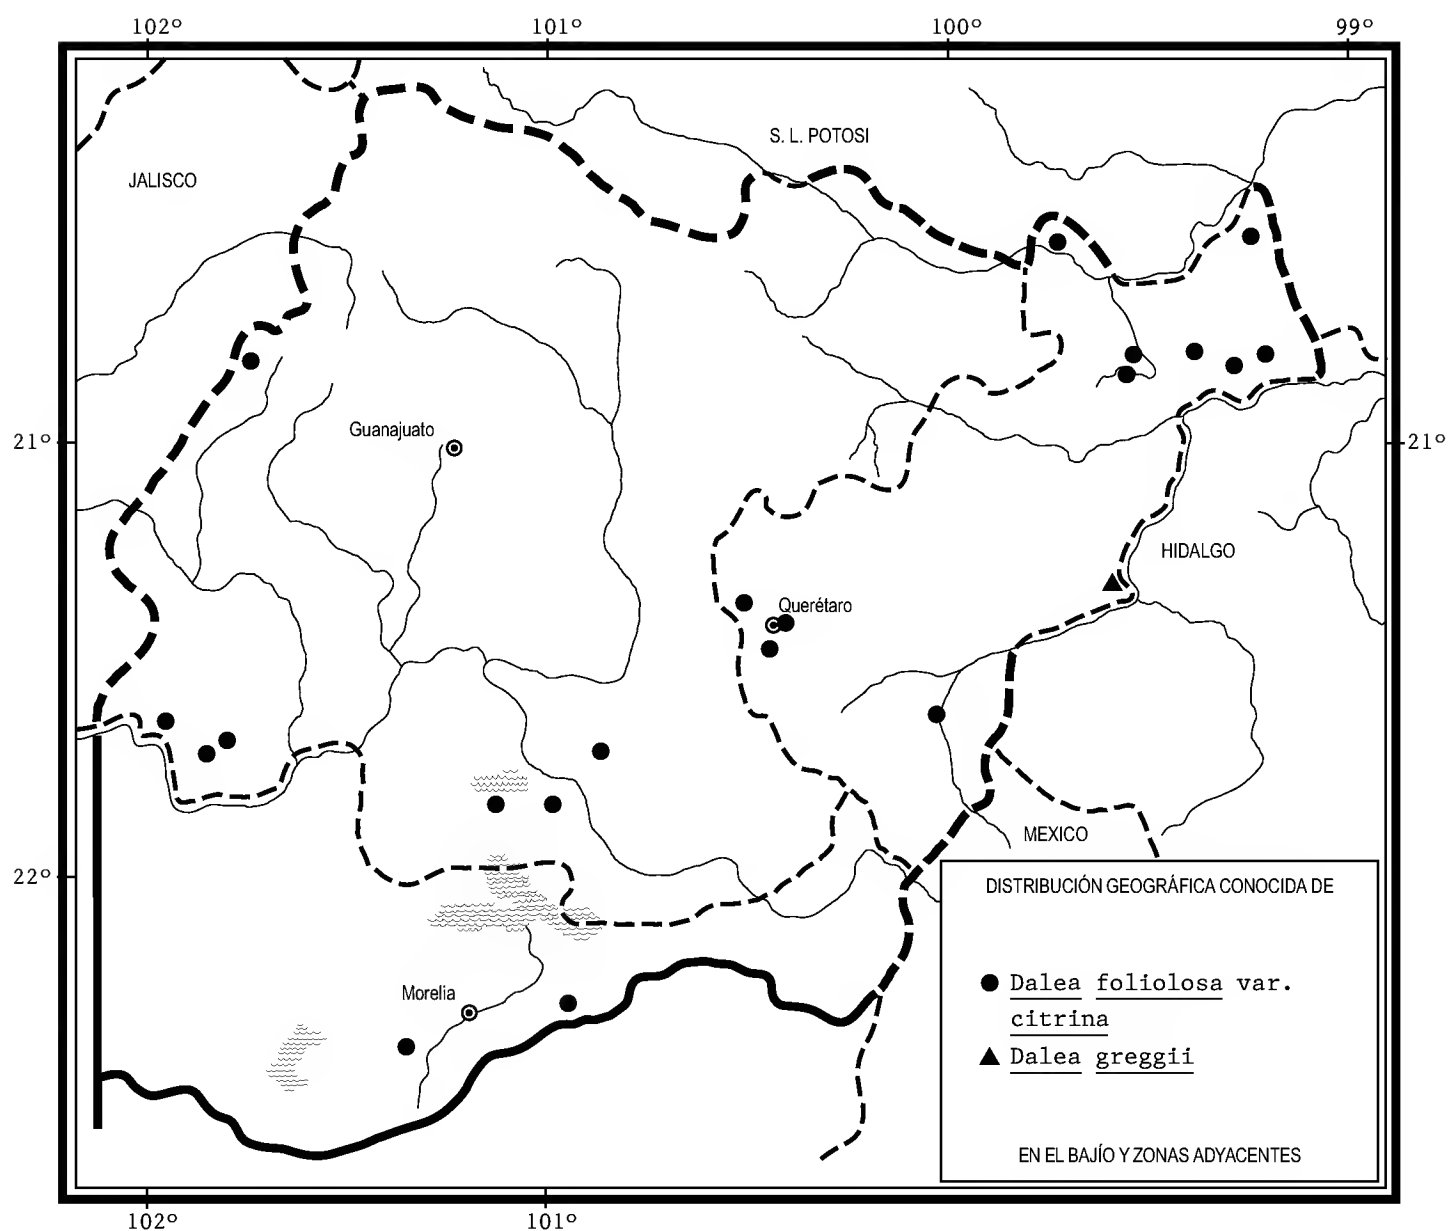 102º 101º 100º 99º
S. L. POTOSI
JALISCO
Guanajuato
21º 21º
HIDALGO
Querétaro
MEXICO
22º
DISTRIBUCIÓN GEOGRÁFICA CONOCIDA DE
Morelia
Dalea foliolosa var.
citrina
Dalea greggii
EN EL BAJÍO Y ZONAS ADYACENTES
102º 101º